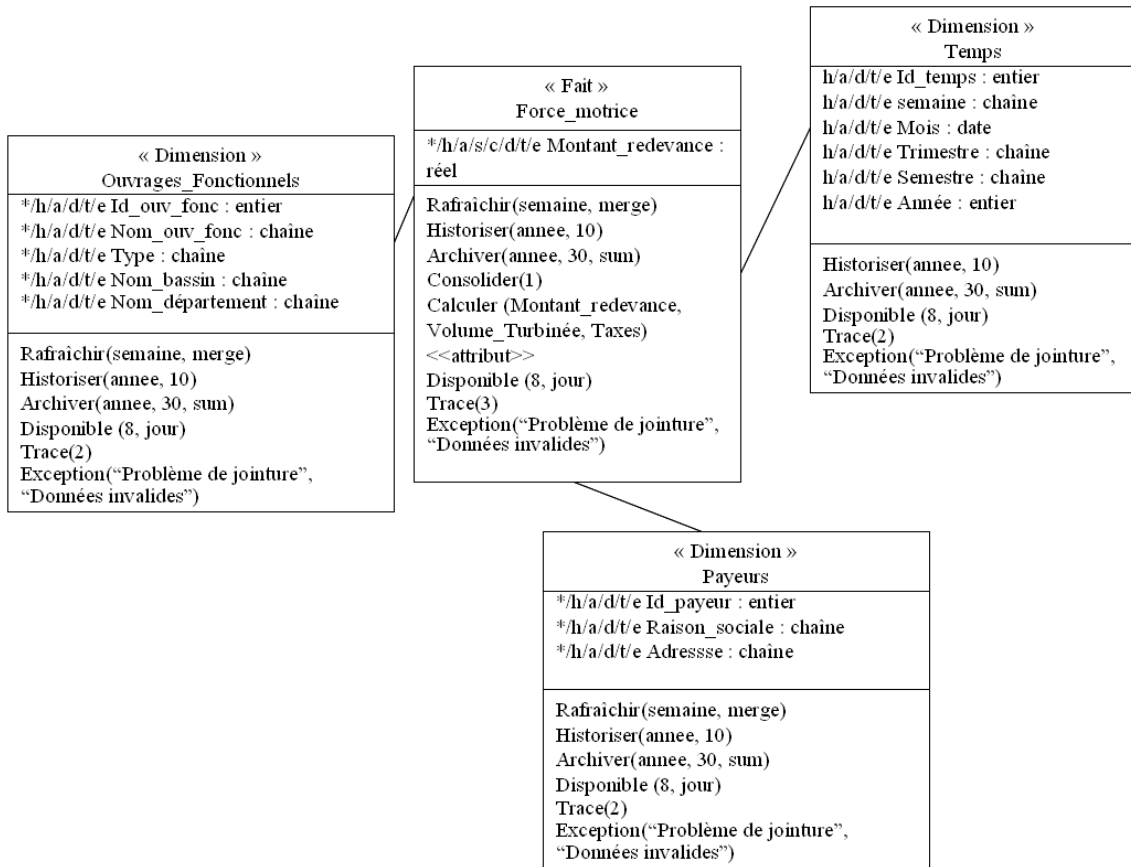 « Dimension »
Ouvrages_Fonctionnels
*/h/a/d/t/e Id_ouv_fonc : entier
*/h/a/d/t/e Nom_ouv_fonc : chaîne
*/h/a/d/t/e Type : chaîne
*/h/a/d/t/e Nom_bassin : chaîne
*/h/a/d/t/e Nom_département : chaîne
Rafraîchir(semaine, merge)
Historiser(annee, 10)
Archiver(annee, 30, sum)
Disponible (8, jour)
Trace(2)
Exception(“Problème de jointure”,
“Données invalides”)
« Fait »
Force_motrice
*/h/a/s/c/d/t/e Montant_redevance :
réel
Rafraîchir(semaine, merge)
Historiser(annee, 10)
Archiver(annee, 30, sum)
Consolider(1)
Calculer (Montant_redevance,
Volume_Turbinée, Taxes)
<<attribut>>
Disponible (8, jour)
Trace(3)
Exception(“Problème de jointure”,
“Données invalides”)
« Dimension »
Temps
h/a/d/t/e Id_temps : entier
h/a/d/t/e semaine : chaîne
h/a/d/t/e Mois : date
h/a/d/t/e Trimestre : chaîne
h/a/d/t/e Semestre : chaîne
h/a/d/t/e Année : entier
Historiser(annee, 10)
Archiver(annee, 30, sum)
Disponible (8, jour)
Trace(2)
Exception(“Problème de jointure”,
“Données invalides”)
« Dimension »
Payeurs
*/h/a/d/t/e Id_payeur : entier
*/h/a/d/t/e Raison_sociale : chaîne
*/h/a/d/t/e Adressse : chaîne
Rafraîchir(semaine, merge)
Historiser(annee, 10)
Archiver(annee, 30, sum)
Disponible (8, jour)
Trace(2)
Exception(“Problème de jointure”,
“Données invalides”)